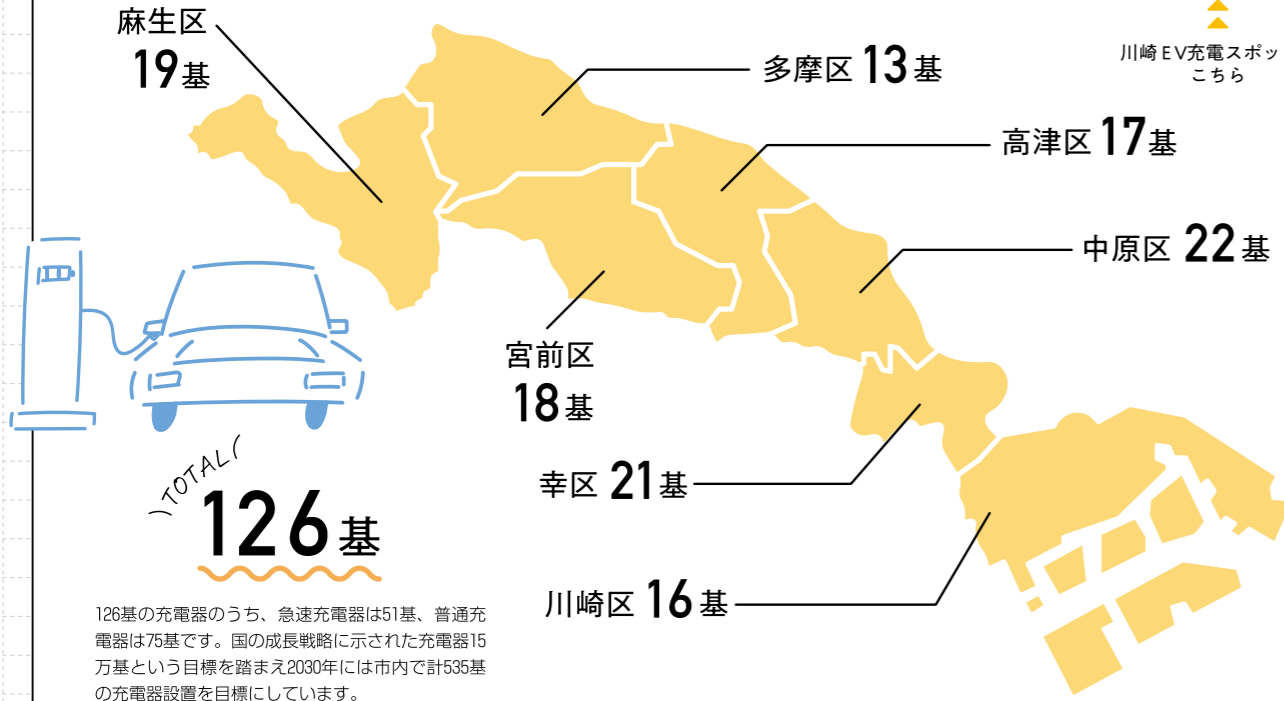 麻生区
19基
多摩区 13基
川崎EV充電スポッ
こちら
高津区 17基
中原区 22基
宮前区
18基
幸区 21基
川崎区 16基
TOTAL
126基
126基の充電器のうち、急速充電器は51基、普通充
電器は75基です。国の成長戦略に示された充電器15
万基という目標を踏まえ2030年には市内で計535基
の充電器設置を目標にしています。